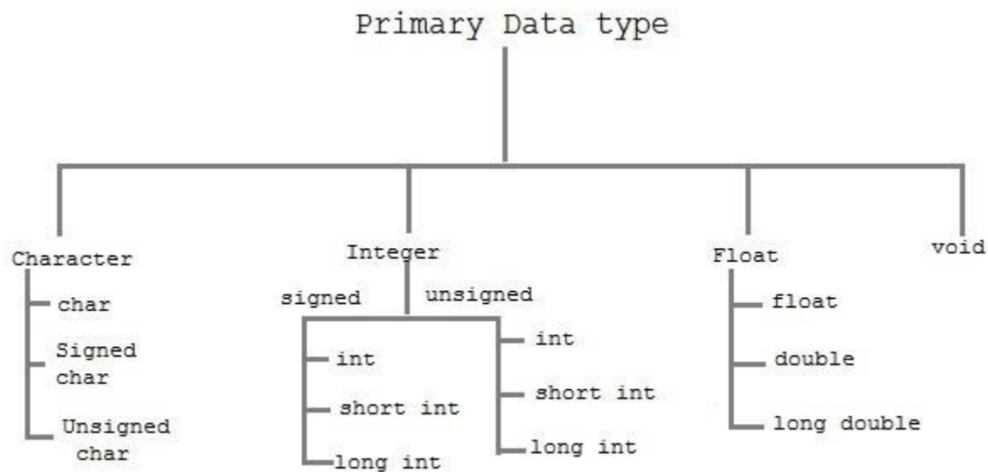 Primary Data type
Character
char
Signed
char
Unsigned
char
Integer
signed
int
short int
long int
unsigned
int
short int
long int
Float
float
double
long double
void